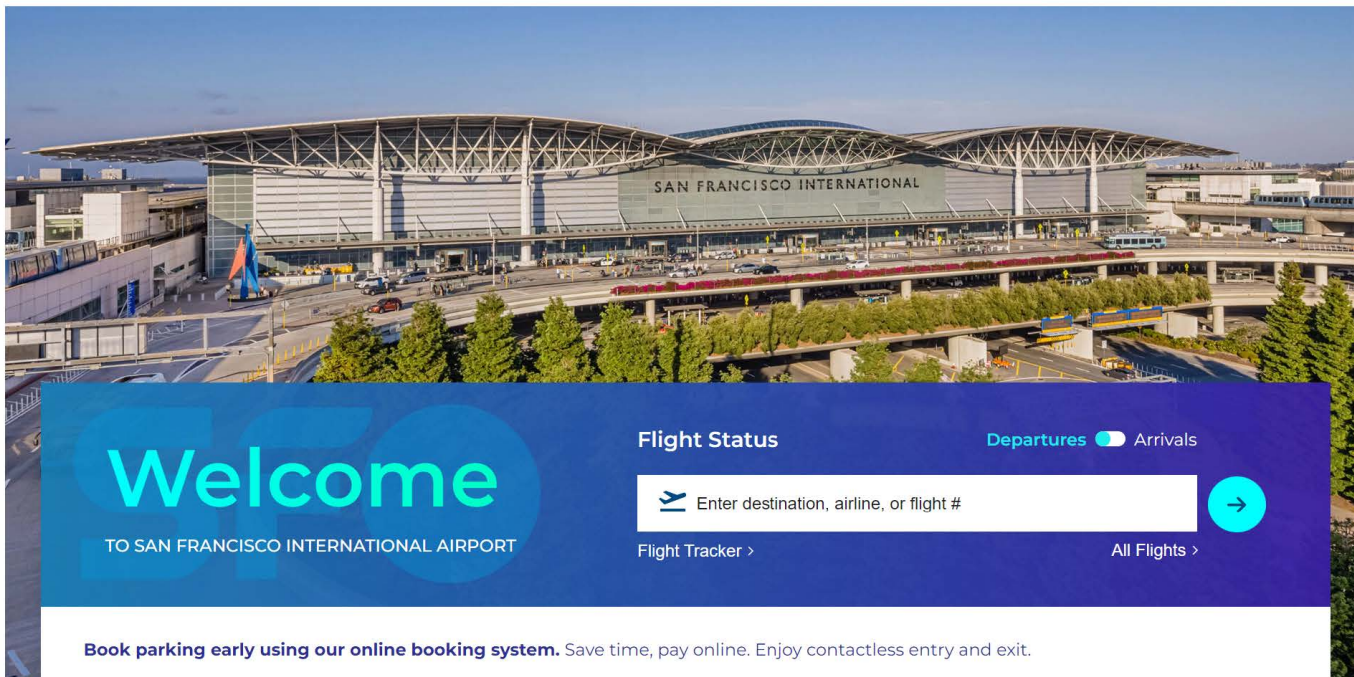 SAN FRANCISCO INTERNATIONAL
SFO
Welcome
TO SAN FRANCISCO INTERNATIONAL AIRPORT
Flight Status
Departures Arrivals
Enter destination, airline, or flight #
Flight Tracker >
All Flights >
Book parking early using our online booking system. Save time, pay online. Enjoy contactless entry and exit.